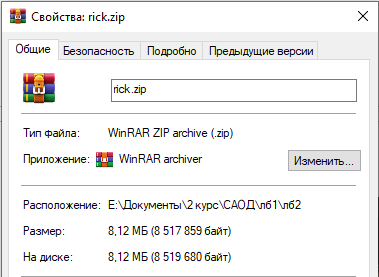 Свойства: rick.zip
Общие Безопасность Подробно Предыдущие версии
rick.zip
Тип файла: WinRAR ZIP archive (.zip)
Приложение: WinRAR archiver Изменить...
Расположение: E:\Документы\2 курс\САОД\лб1\лб2
Размер: 8,12 МБ (8 517 859 байт)
На диске: 8,12 МБ (8 519 680 байт)